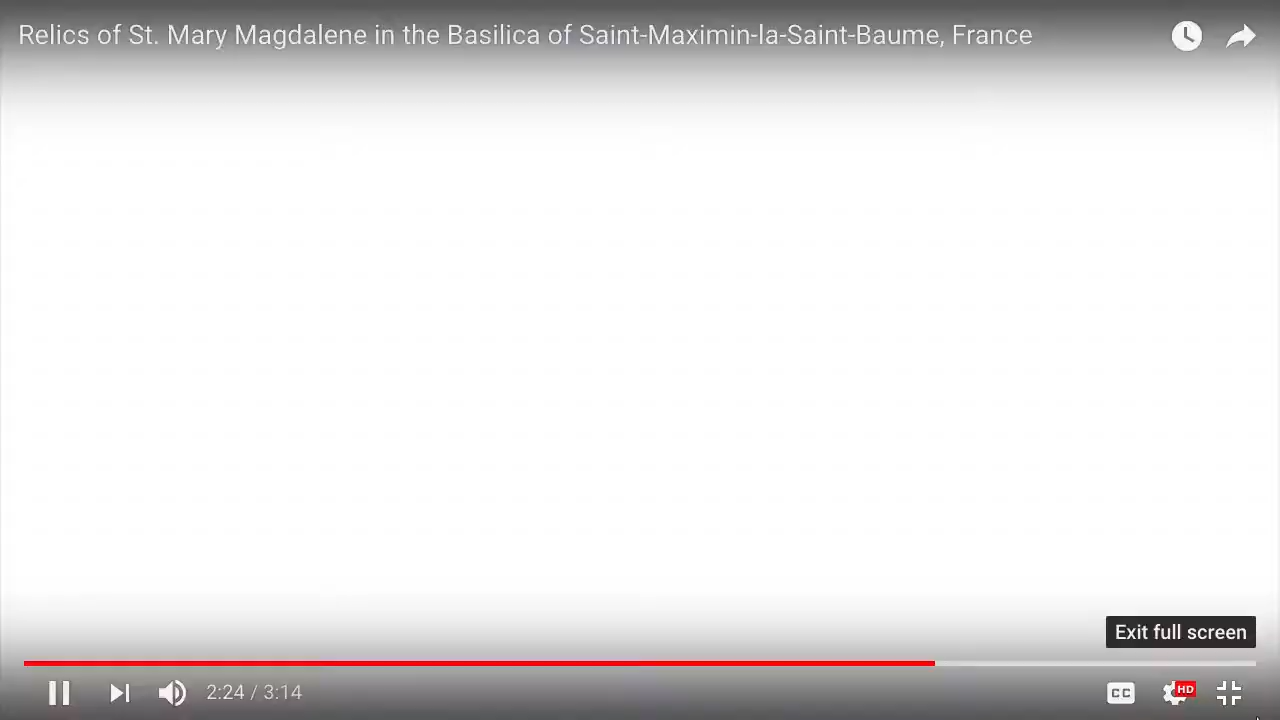 Relics of St. Mary Magdalene in the Basilica of Saint-Maximin-la-Saint-Baume, France
Exit full screen
2:24 / 3:14
CC
HD